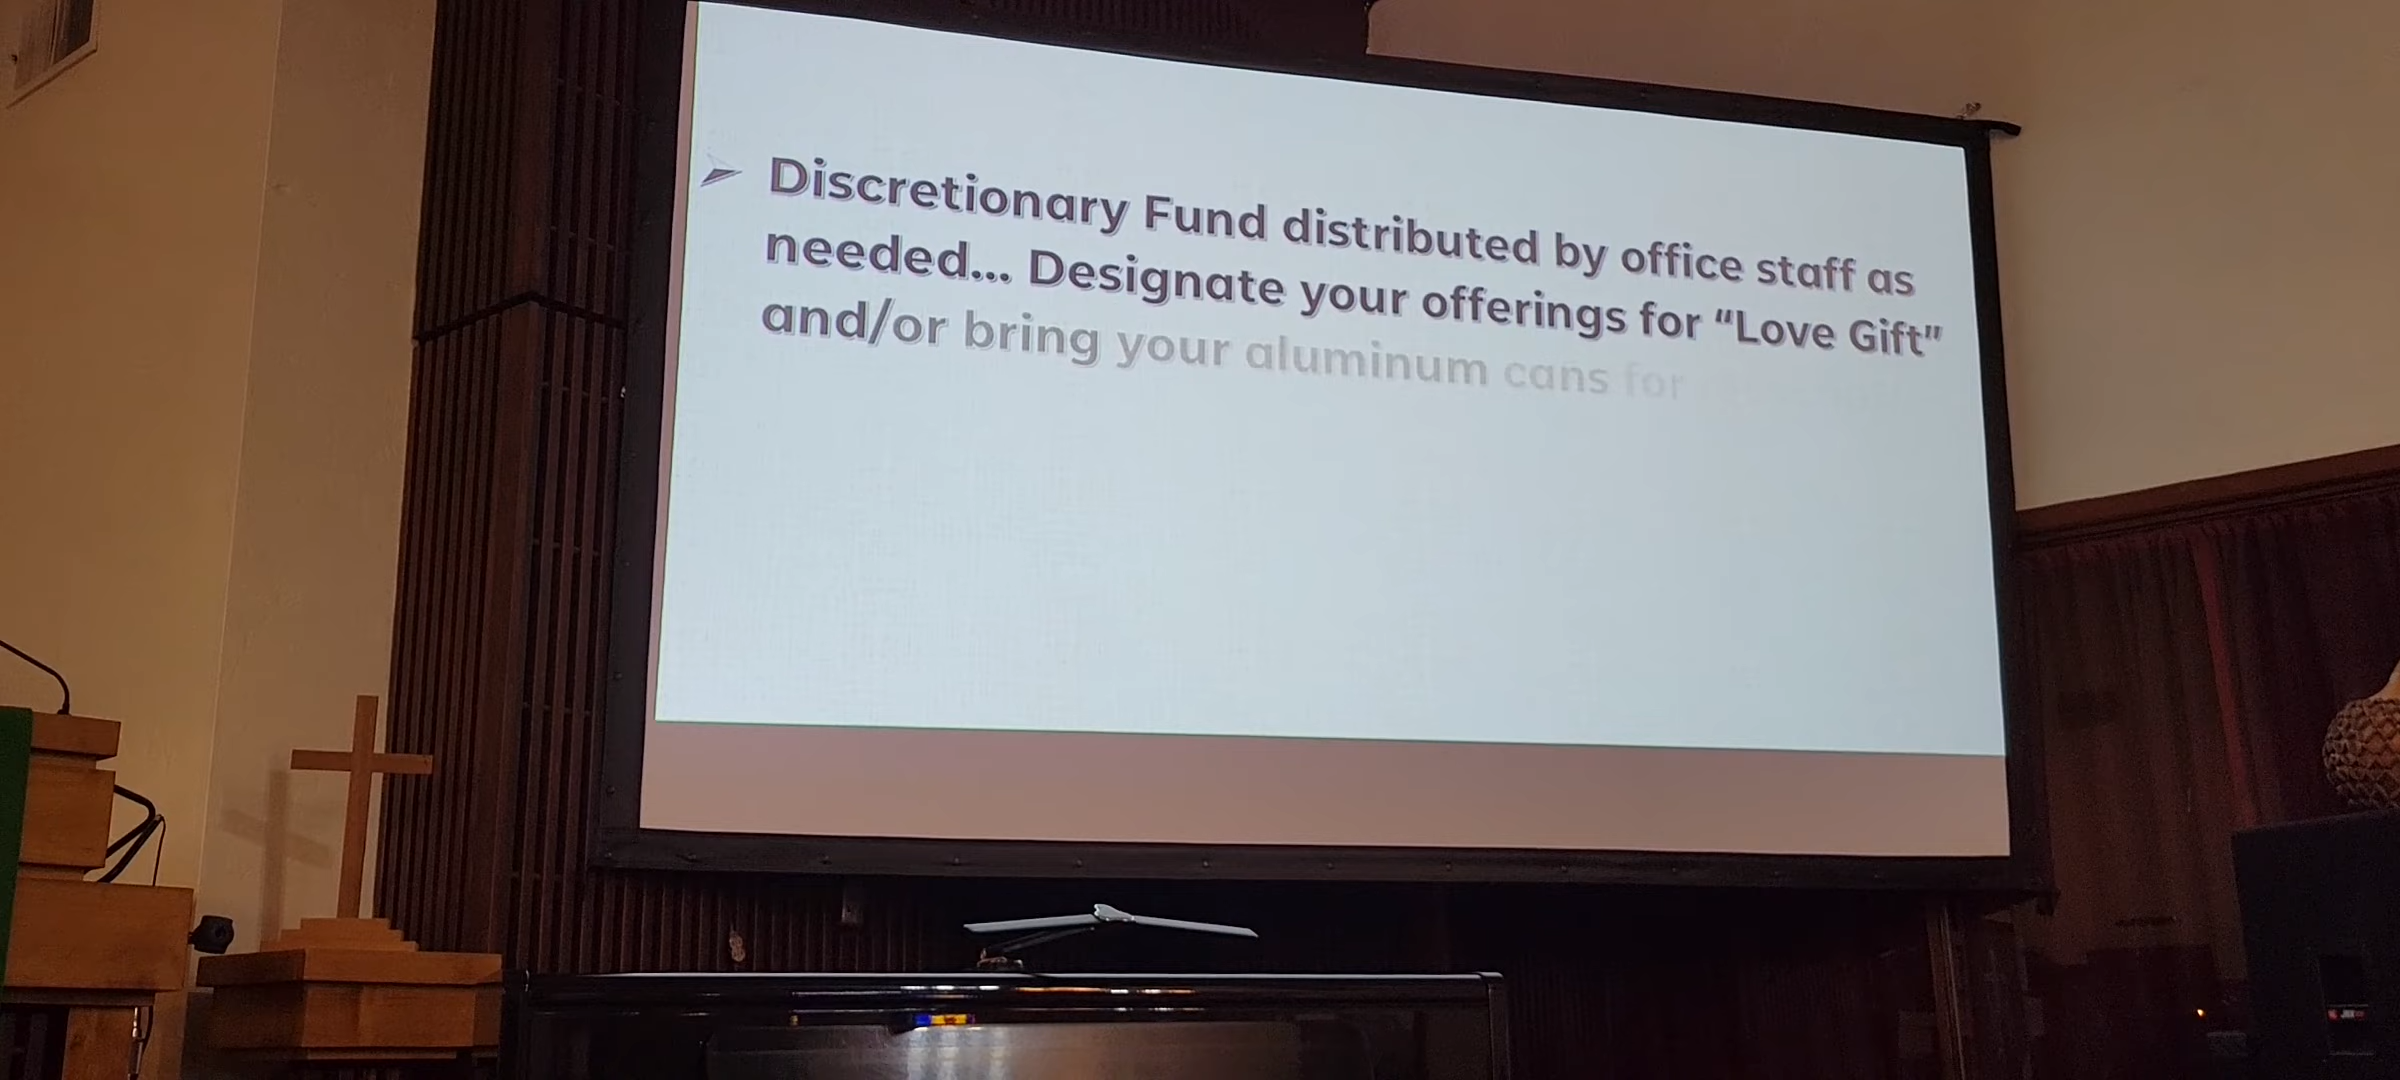 Discretionary Fund distributed by office staff as
needed... Designate your offerings for “Love Gift”
and/or bring your aluminum cans for